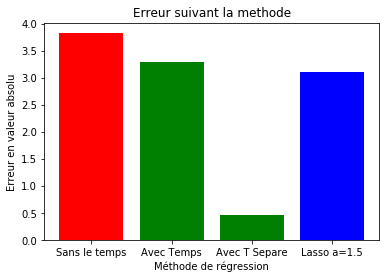 Erreur suivant la methode
Erreur en valeur absolu
4.0
3.5
3.0
2.5
2.0
1.5
1.0
0.5
0.0
Sans le temps
Avec Temps
Avec T Separe
Lasso a=1.5
Méthode de régression